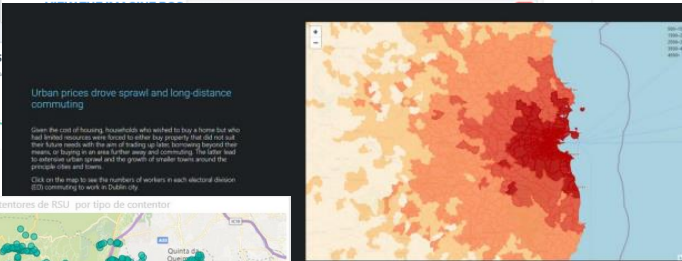 Urban prices drove sprawl and long-distance
commuting
Given the cost of housing, households who wished to buy a home but who
had limited resources were forced to either buy property that did not suit
their future needs with the aim of trading up later, borrowing beyond their
means, or buying in an area further away and commuting. The latter lead
to extensive urban sprawl and the growth of smaller towns around the
principle cities and towns.
Click on the map to see the numbers of workers in each electoral division
(ED) commuting to work in Dublin city.
+
-
tentores de RSU por tipo de contentor
Quinta da